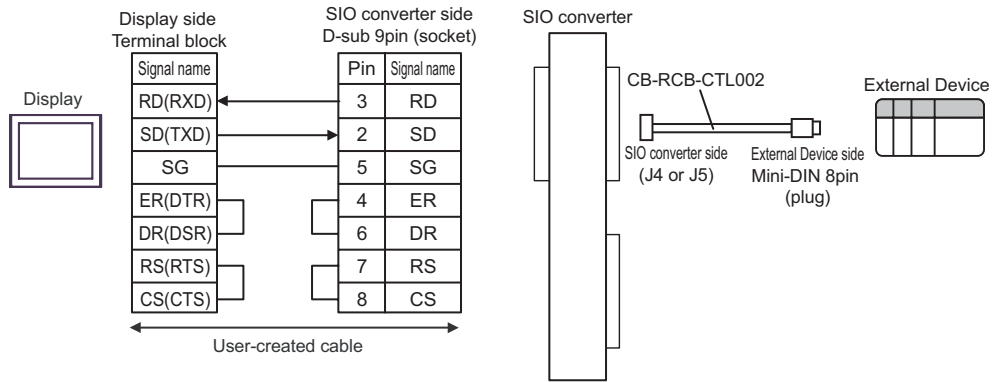 Display side
Terminal block
SIO converter side
D-sub 9pin (socket)
SIO converter
Signal name
Pin Signal name
RD(RXD) 3 RD
SD(TXD) 2 SD
SG 5 SG
ER(DTR) 4 ER
DR(DSR) 6 DR
RS(RTS) 7 RS
CS(CTS) 8 CS
User-created cable
Display
CB-RCB-CTL002
External Device
SIO converter side
(J4 or J5)
External Device side
Mini-DIN 8pin
(plug)